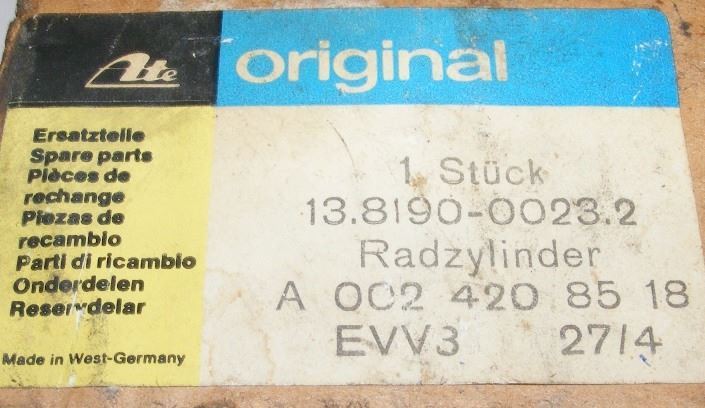 Ate
original
Ersatzteile
Spare parts
Pièces de
rechange
Piezas de
recambio
Parti di ricambio
Onderdelen
Reservdelar
Made in West-Germany
1 Stück
13.8190-0023.2
Radzylinder
A 002 420 85 18
EVV3 27/4